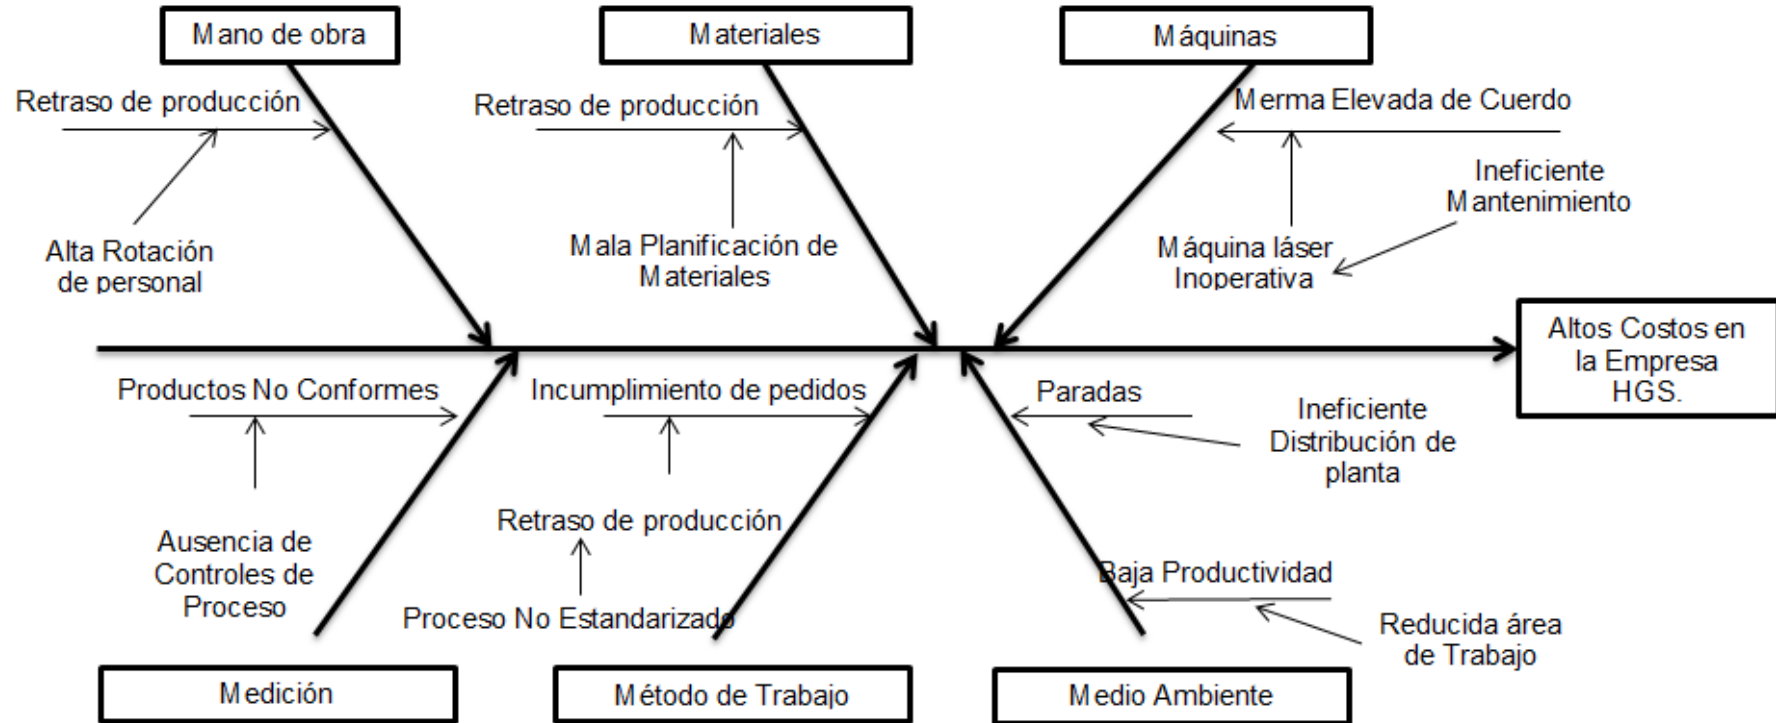 Mano de obra
Materiales
Máquinas
Retraso de producción
Retraso de producción
Merma Elevada de Cuerdo
Ineficiente
Mantenimiento
Alta Rotación
de personal
Mala Planificación de
Materiales
Máquina láser
Inoperativa
Altos Costos en
la Empresa
HGS.
Productos No Conformes
Incumplimiento de pedidos
Paradas
Ineficiente
Distribución de
planta
Ausencia de
Controles de
Proceso
Retraso de producción
Proceso No Estandarizado
Baja Productividad
Reducida área
de Trabajo
Medición
Método de Trabajo
Medio Ambiente